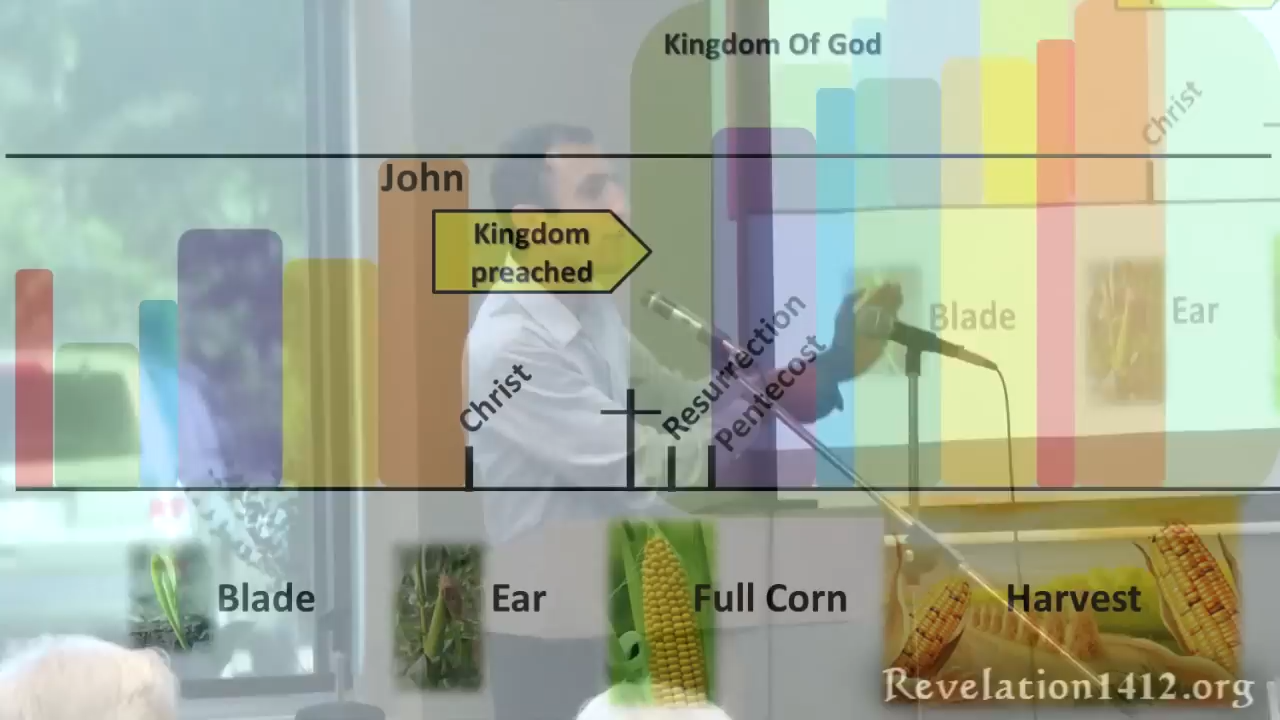 Kingdom Of God
Christ
John
Kingdom
preached
Blade
Ear
Christ
Resurrection
Pentecost
Blade
Ear
Full Corn
Harvest
Revelation1412.org